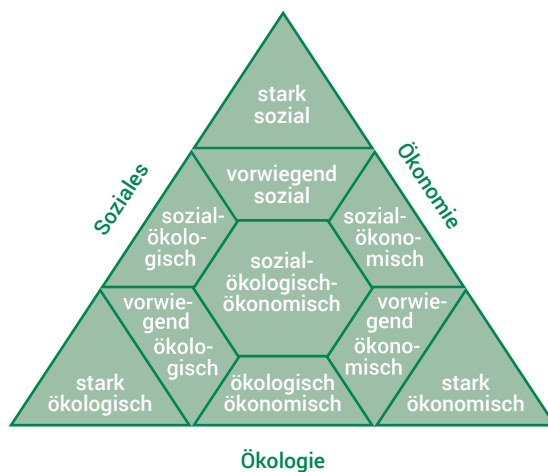 stark
sozial
Soziales
Ökonomie
vorwiegend
sozial
sozial-
ökolo-
gisch
sozial-
ökono-
misch
sozial-
ökologisch-
ökonomisch
vorwie-
gend
ökolo-
gisch
vorwie-
gend
ökono-
misch
stark
ökologisch
ökologisch
ökonomisch
stark
ökonomisch
Ökologie